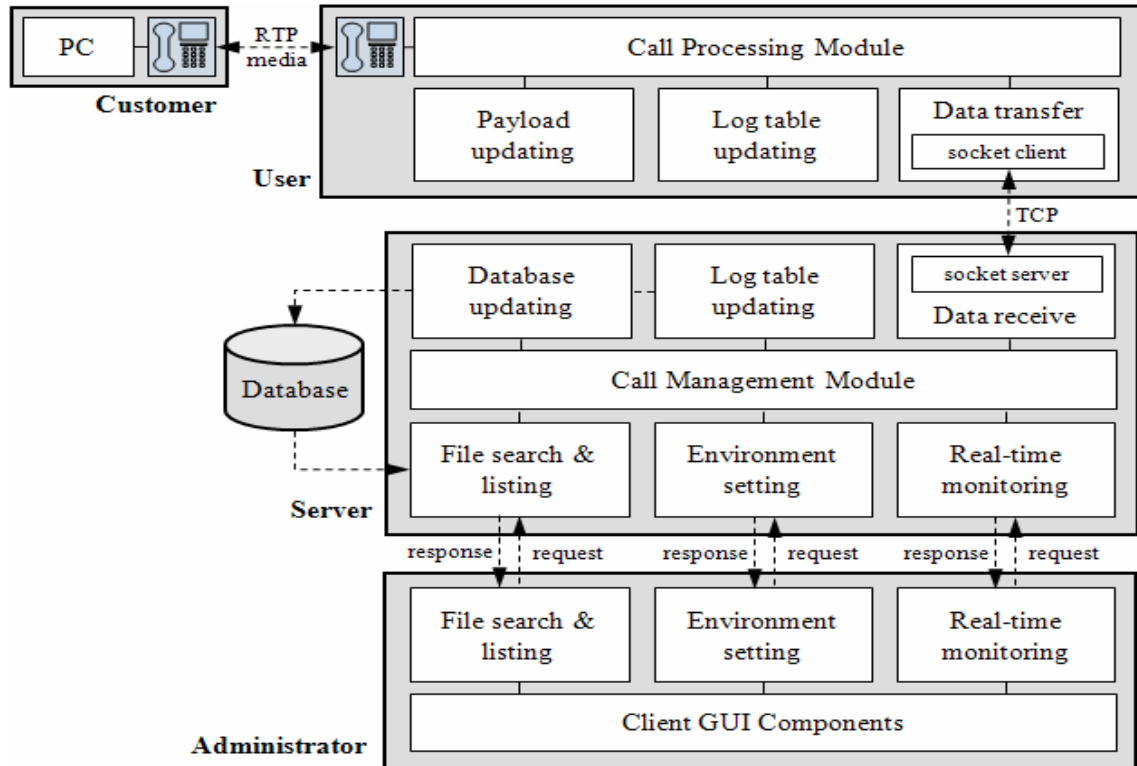 PC
RTP
media
Customer
Call Processing Module
Payload
updating
Log table
updating
Data transfer
socket client
User
TCP
Database
updating
Log table
updating
socket server
Data receive
Database
Call Management Module
File search &
listing
Environment
setting
Real-time
monitoring
Server
response
request
response
request
response
request
File search &
listing
Environment
setting
Real-time
monitoring
Client GUI Components
Administrator